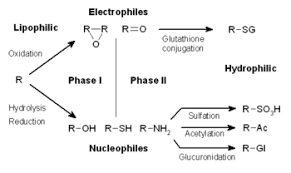 Electrophiles
Lipophilic
R R R=O R–SG
O
Oxidation
Glutathione
conjugation
R Phase I Phase II Hydrophilic
Hydrolysis
Reduction
R–OH R–SH R–NH2
Sulfation R–SO3H
Acetylation R–Ac
Nucleophiles
Glucuronidation R–Gl